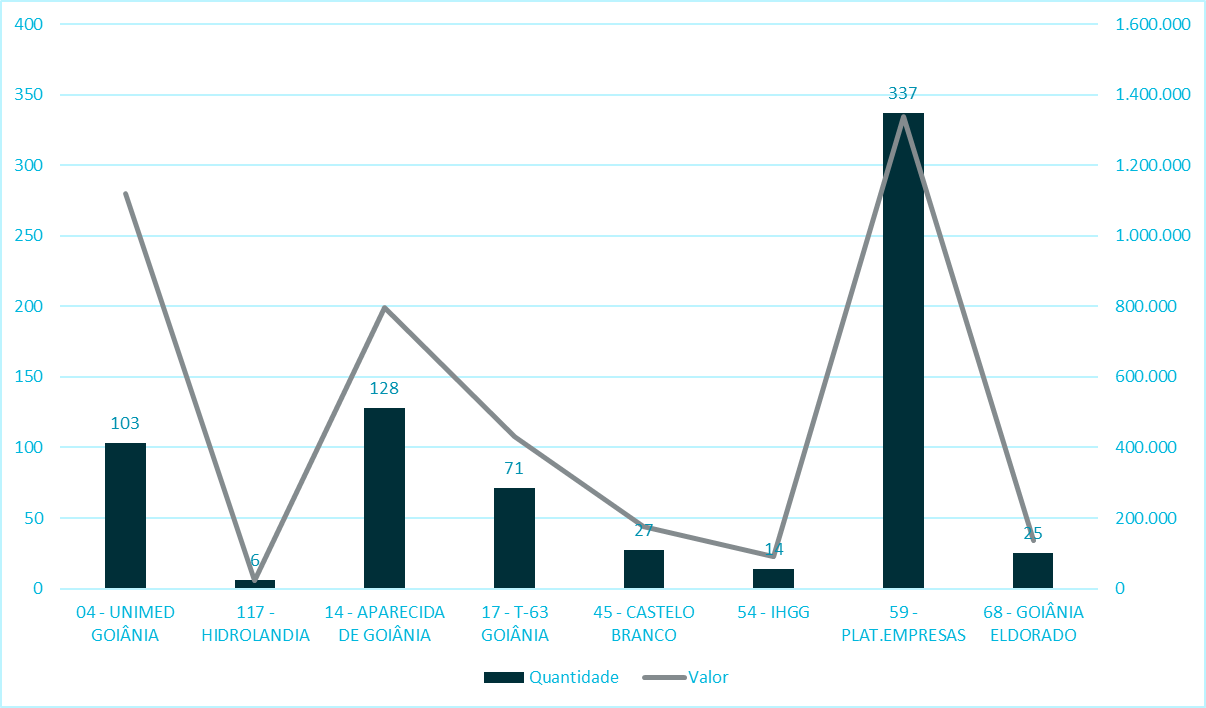 400
350
300
250
200
150
100
50
0
1.600.000
1.400.000
1.200.000
1.000.000
800.000
600.000
400.000
200.000
0
103
6
128
71
27
14
337
25
04 - UNIMED
GOIÂNIA
117 -
HIDROLANDIA
14 - APARECIDA
DE GOIÂNIA
17 - T-63
GOIÂNIA
45 - CASTELO
BRANCO
54 - IHGG
59 -
PLAT.EMPRESAS
68 - GOIÂNIA
ELDORADO
Quantidade
Valor